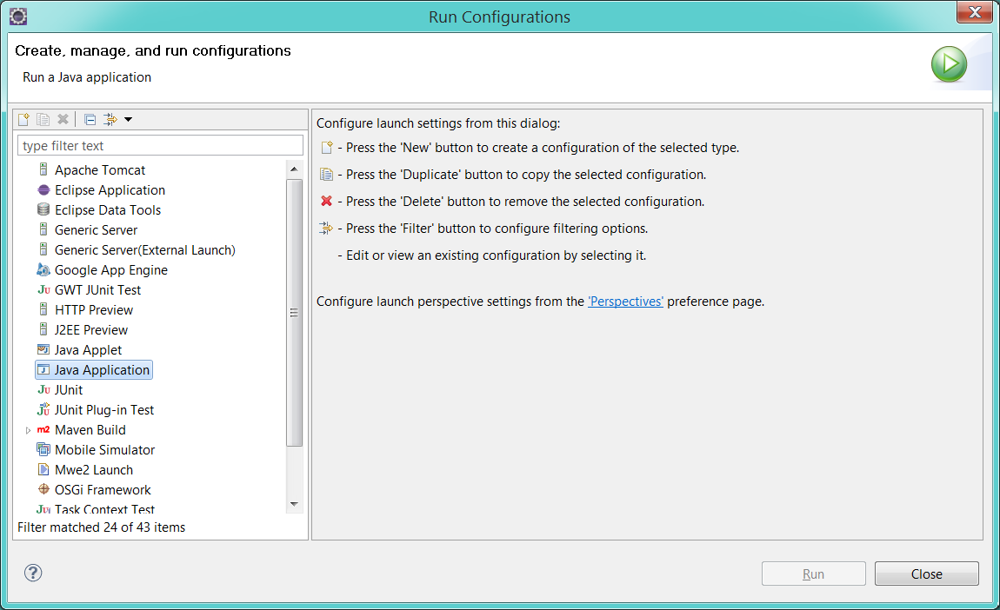 Run Configurations
Create, manage, and run configurations
Run a Java application
type filter text
Apache Tomcat
Eclipse Application
Eclipse Data Tools
Generic Server
Generic Server(External Launch)
Google App Engine
Ju GWT JUnit Test
HTTP Preview
J2EE Preview
Java Applet
Java Application
Ju JUnit
JUnit Plug-in Test
m2 Maven Build
Mobile Simulator
Mwe2 Launch
OSGi Framework
Task Context Test
Filter matched 24 of 43 items
Configure launch settings from this dialog:
- Press the 'New' button to create a configuration of the selected type.
- Press the 'Duplicate' button to copy the selected configuration.
- Press the 'Delete' button to remove the selected configuration.
- Press the 'Filter' button to configure filtering options.
- Edit or view an existing configuration by selecting it.
Configure launch perspective settings from the 'Perspectives' preference page.
Run
Close